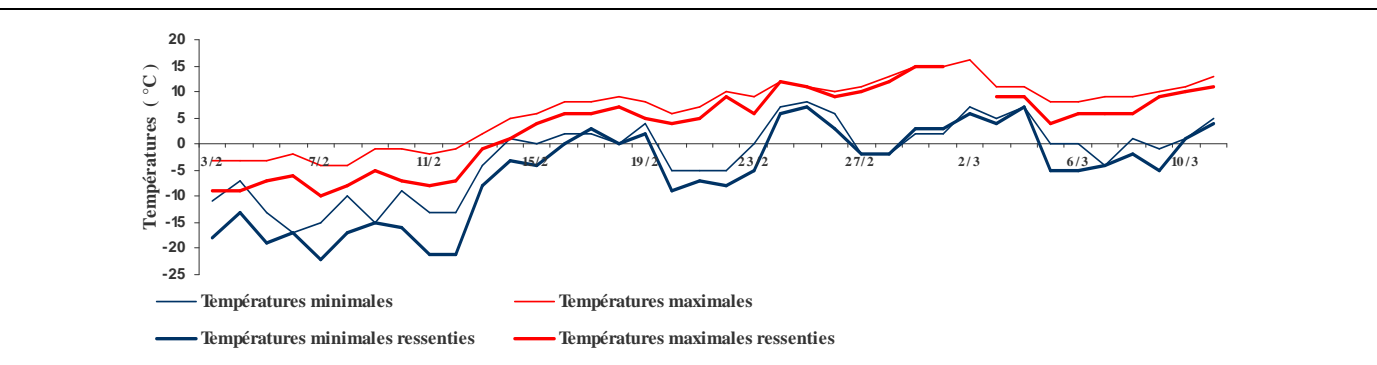 20
15
10
5
0
-5
-10
-15
-20
-25
Températures ( °C )
3/2 7/2 11/2 15/2 19/2 23/2 27/2 2/3 6/3 10/3
Températures minimales Températures maximales
Températures minimales ressenties Températures maximales ressenties